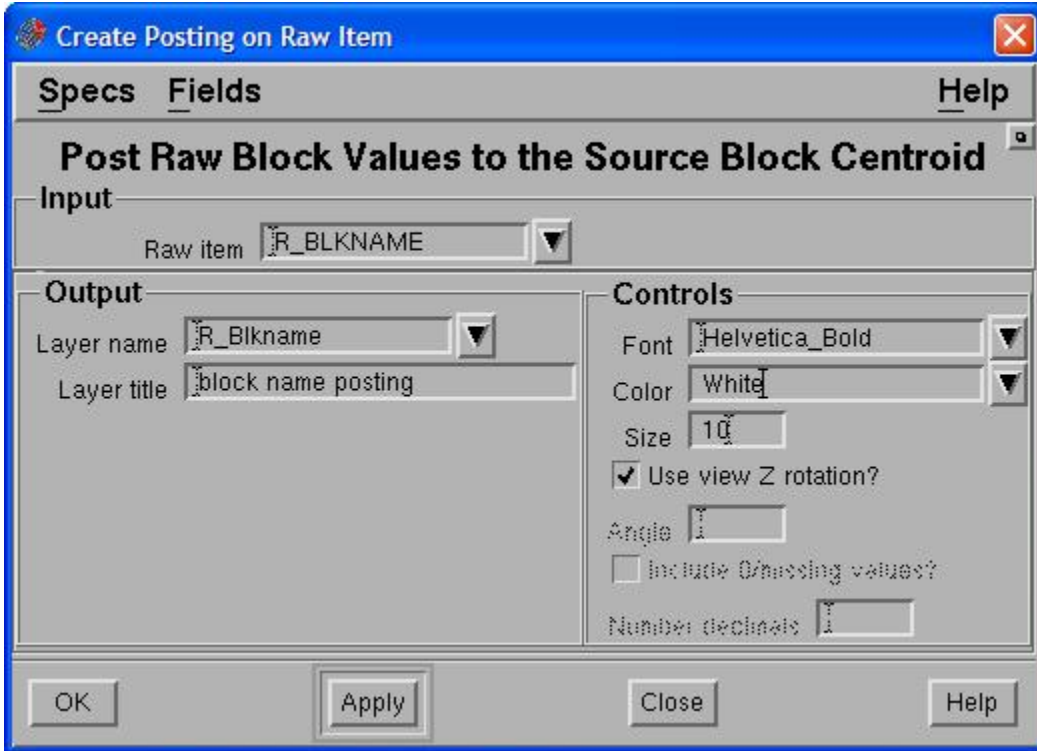 Create Posting on Raw Item
Specs Fields Help
Post Raw Block Values to the Source Block Centroid
Input
Raw item R_BLKNAME
Output
Layer name R_Blkname
Layer title block name posting
Controls
Font Helvetica_Bold
Color White
Size 10
Use view Z rotation?
Angle
Include 0/missing values?
Number decimals
OK Apply Close Help